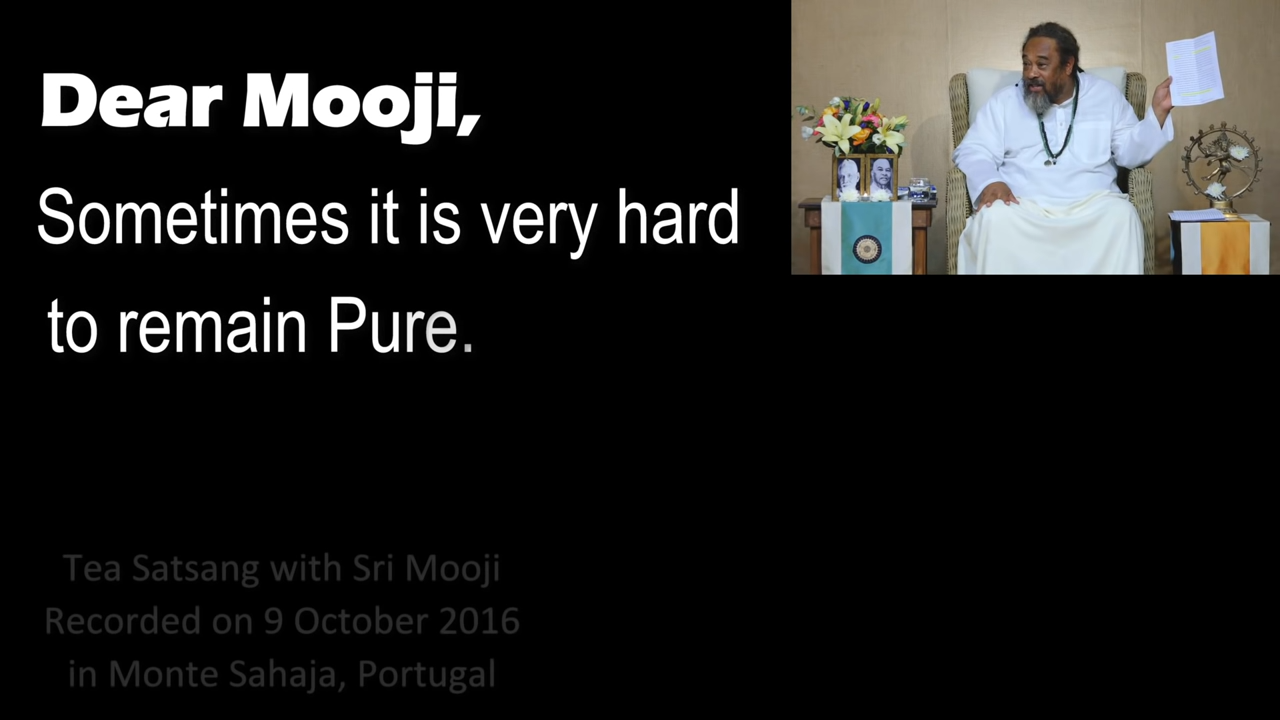 Dear Mooji,
Sometimes it is very hard
to remain Pure.
Tea Satsang with Sri Mooji
Recorded on 9 October 2016
in Monte Sahaja, Portugal